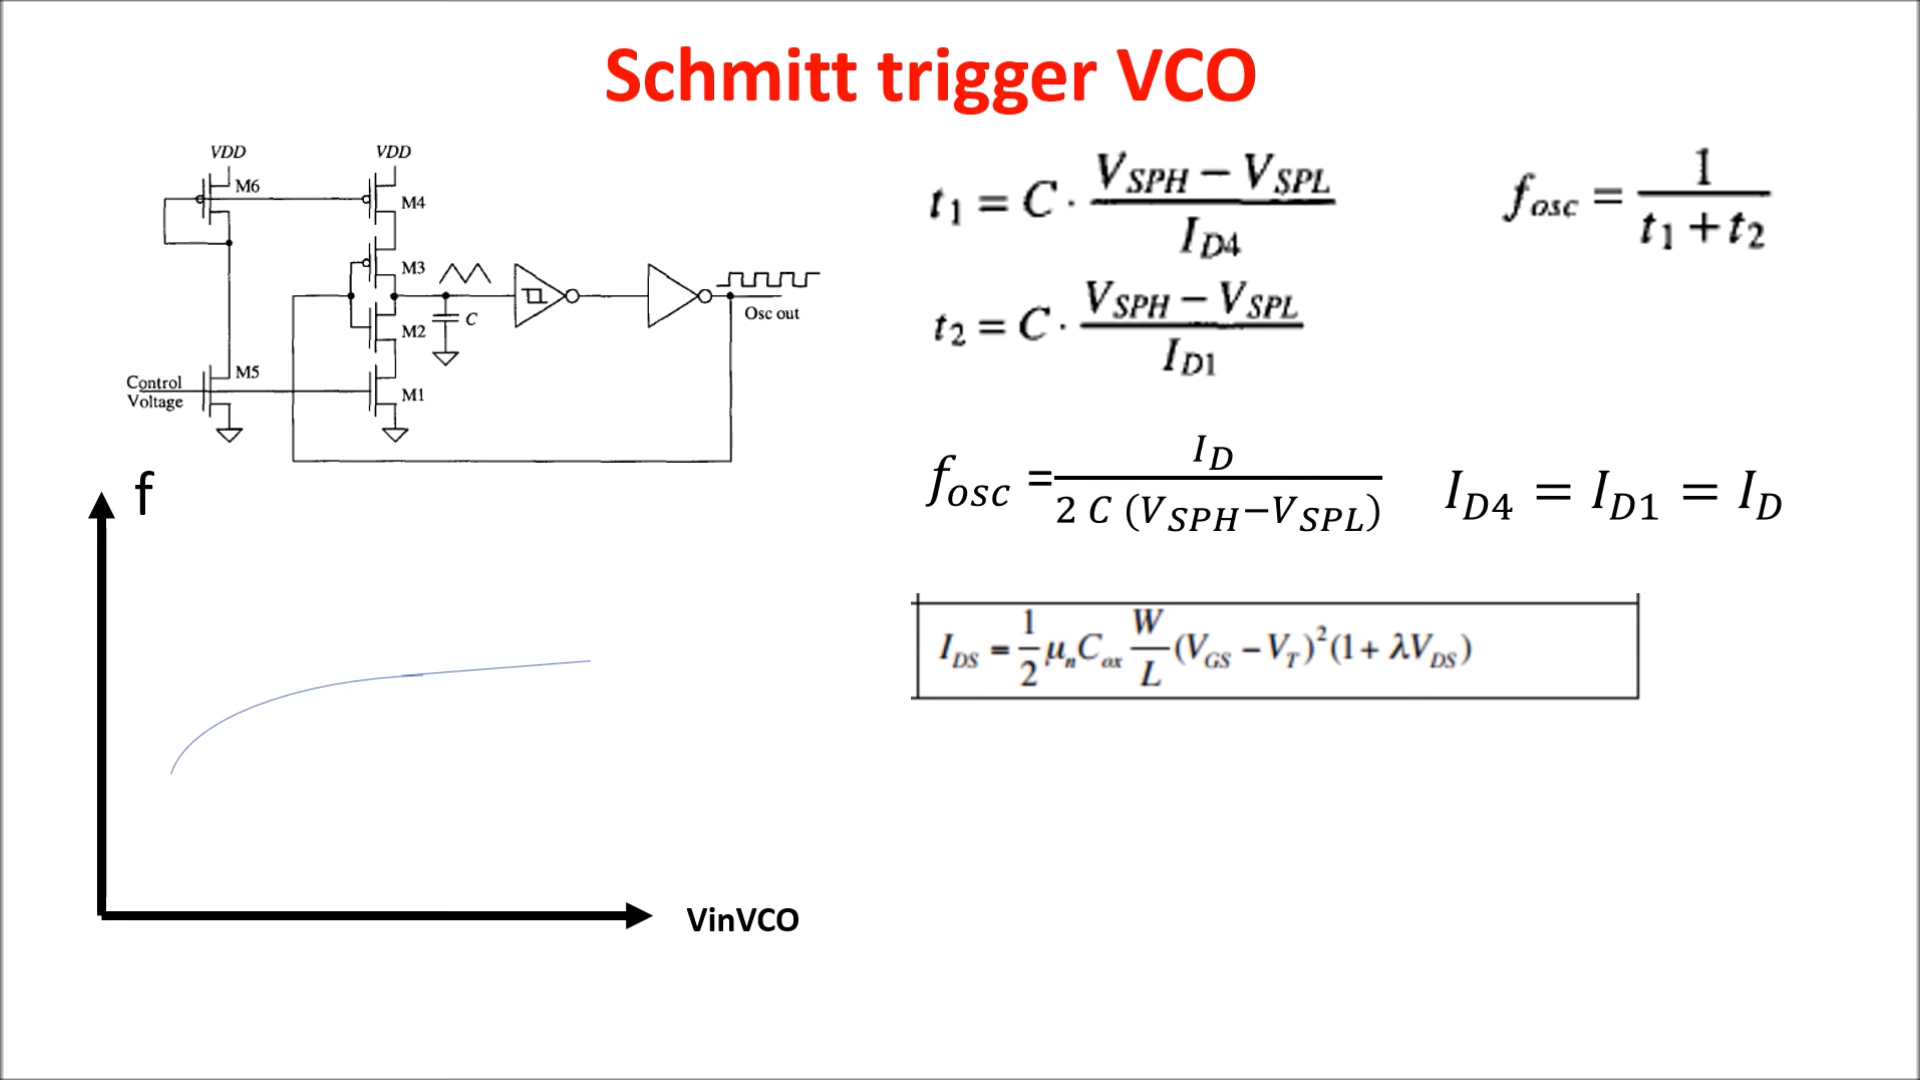 Schmitt trigger VCO
VDD
VDD
M6
M4
M3
C
M2
Osc out
M5
M1
Control
Voltage
t₁ = C · (V_SPH − V_SPL) / I_D4
f_osc = 1 / (t₁ + t₂)
t₂ = C · (V_SPH − V_SPL) / I_D1
f_osc = I_D / (2 C (V_SPH−V_SPL))
I_D4 = I_D1 = I_D
I_DS = 1/2 μ_n C_ox W/L (V_GS − V_T)²(1 + λV_DS)
f
VinVCO